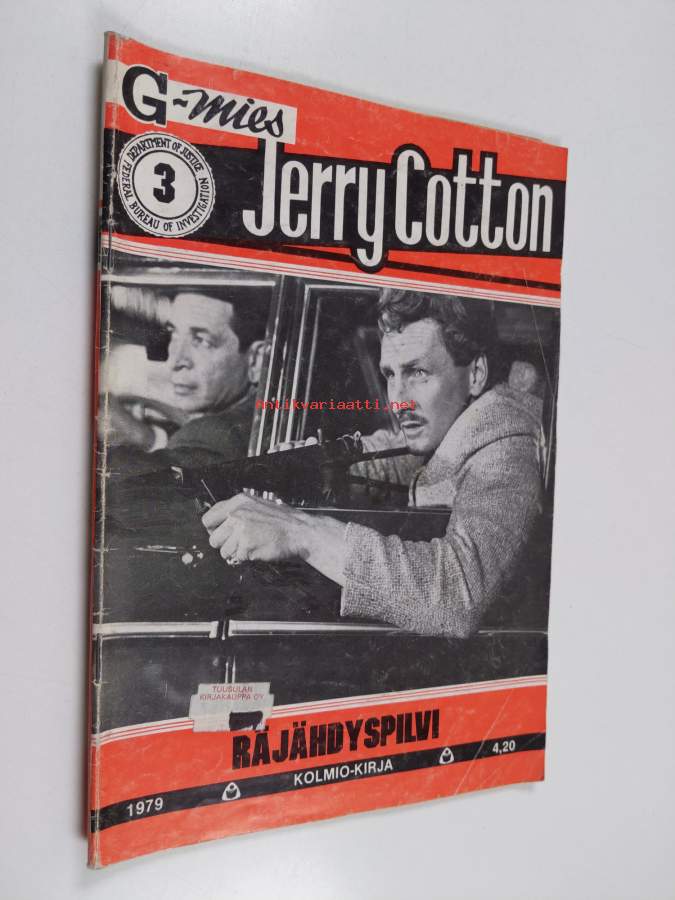 G-mies
DEPARTMENT OF JUSTICE
3
FEDERAL BUREAU OF INVESTIGATION
Jerry Cotton
Antikvariaatti.net
TUUSULAN
KIRJAKAUPPA OY
RÄJÄHDYSPILVI
1979 KOLMIO-KIRJA 4,20